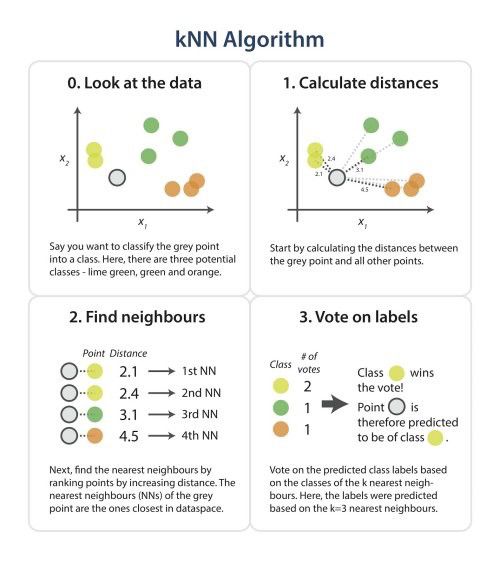 kNN Algorithm
0. Look at the data
x2
x1
Say you want to classify the grey point
into a class. Here, there are three potential
classes - lime green, green and orange.
1. Calculate distances
x2
2.4
2.1
3.1
4.5
x1
Start by calculating the distances between
the grey point and all other points.
2. Find neighbours
Point Distance
2.1 1st NN
2.4 2nd NN
3.1 3rd NN
4.5 4th NN
Next, find the nearest neighbours by
ranking points by increasing distance. The
nearest neighbours (NNs) of the grey
point are the ones closest in dataspace.
3. Vote on labels
Class # of votes
2
1
1
Class wins
the vote!
Point is
therefore predicted
to be of class .
Vote on the predicted class labels based
on the classes of the k nearest neigh-
bours. Here, the labels were predicted
based on the k=3 nearest neighbours.